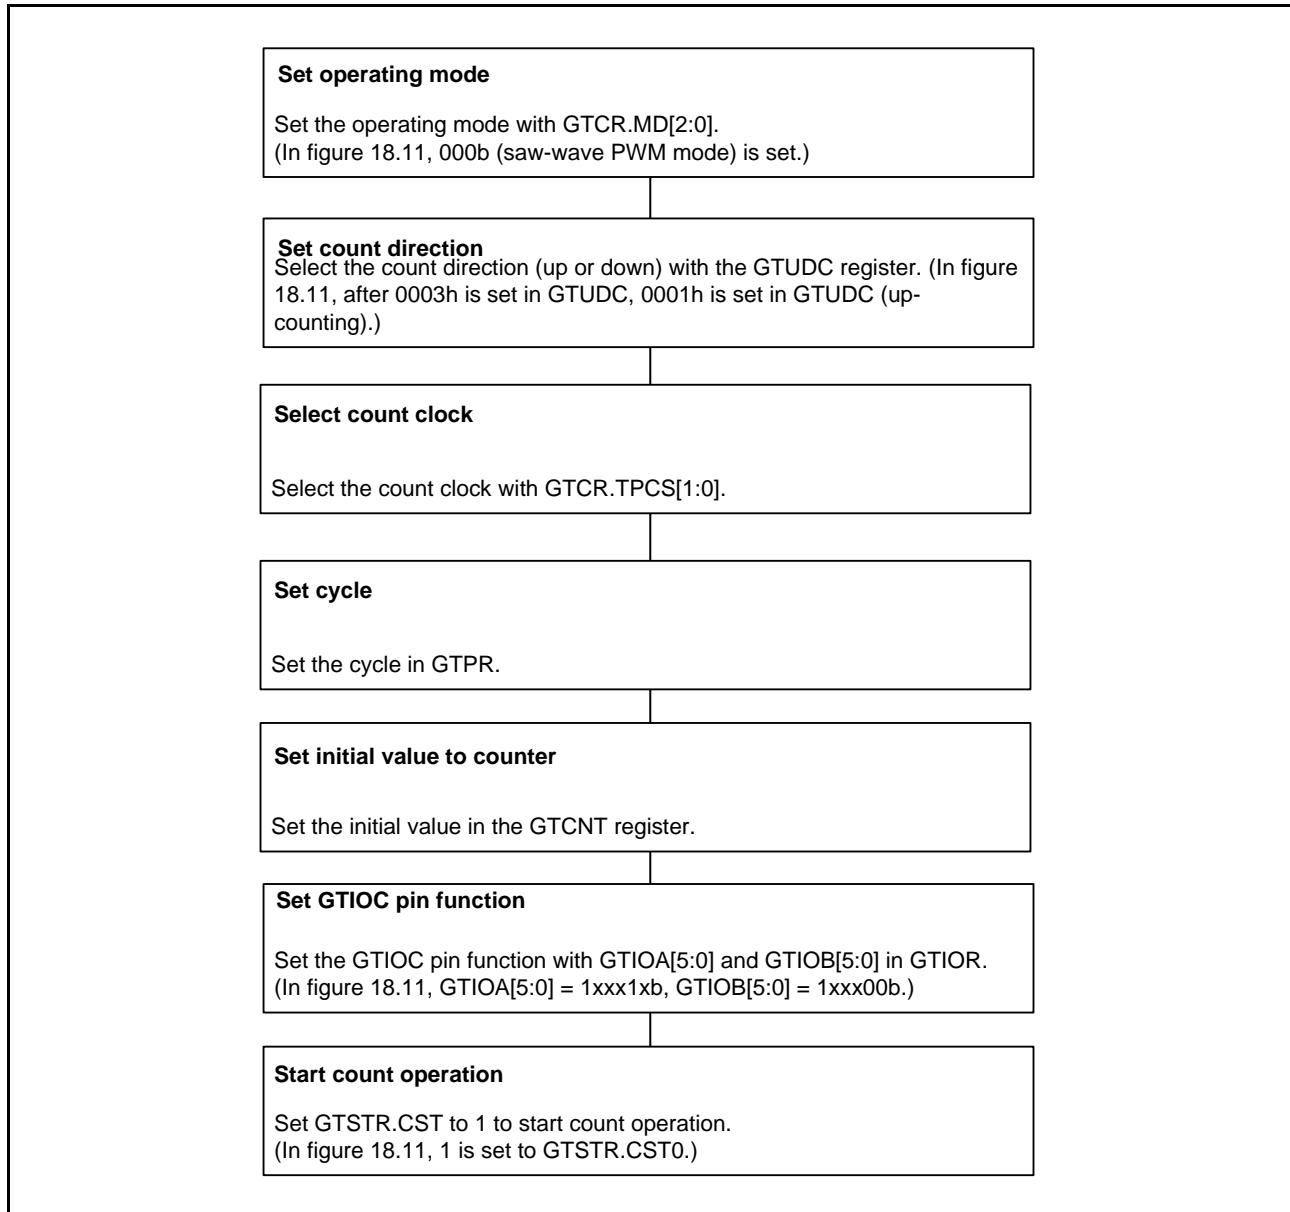 Set operating mode
Set the operating mode with GTCR.MD[2:0].
(In figure 18.11, 000b (saw-wave PWM mode) is set.)
Set count direction
Select the count direction (up or down) with the GTUDC register. (In figure
18.11, after 0003h is set in GTUDC, 0001h is set in GTUDC (up-
counting).)
Select count clock
Select the count clock with GTCR.TPCS[1:0].
Set cycle
Set the cycle in GTPR.
Set initial value to counter
Set the initial value in the GTCNT register.
Set GTIOC pin function
Set the GTIOC pin function with GTIOA[5:0] and GTIOB[5:0] in GTIOR.
(In figure 18.11, GTIOA[5:0] = 1xxx1xb, GTIOB[5:0] = 1xxx00b.)
Start count operation
Set GTSTR.CST to 1 to start count operation.
(In figure 18.11, 1 is set to GTSTR.CST0.)